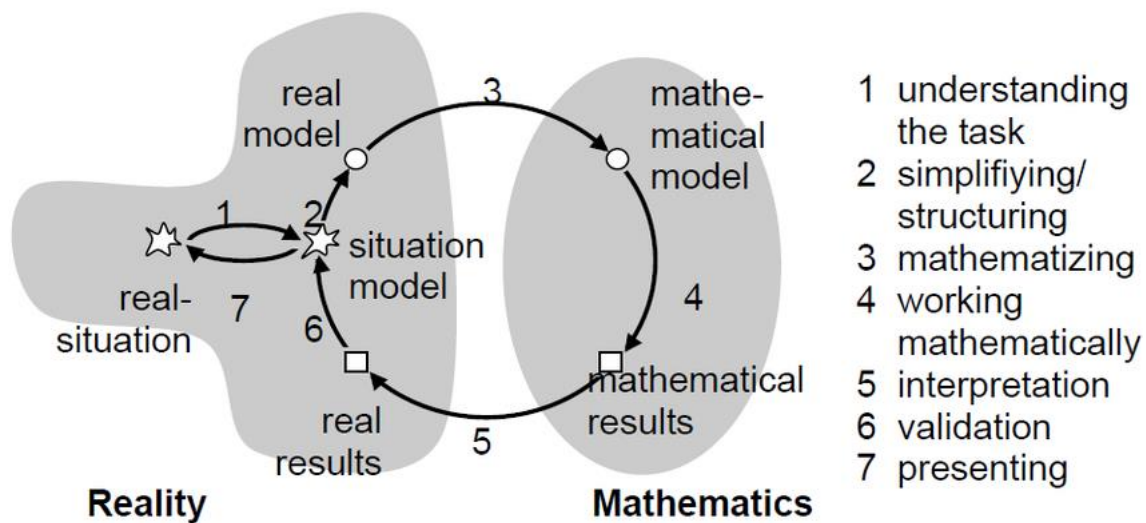 real
model
3
mathe-
matical
model
1
2
situation
model
real-
situation
7
6
4
mathematical
results
real
results
5
Reality
Mathematics
1 understanding
the task
2 simplifiying/
structuring
3 mathematizing
4 working
mathematically
5 interpretation
6 validation
7 presenting